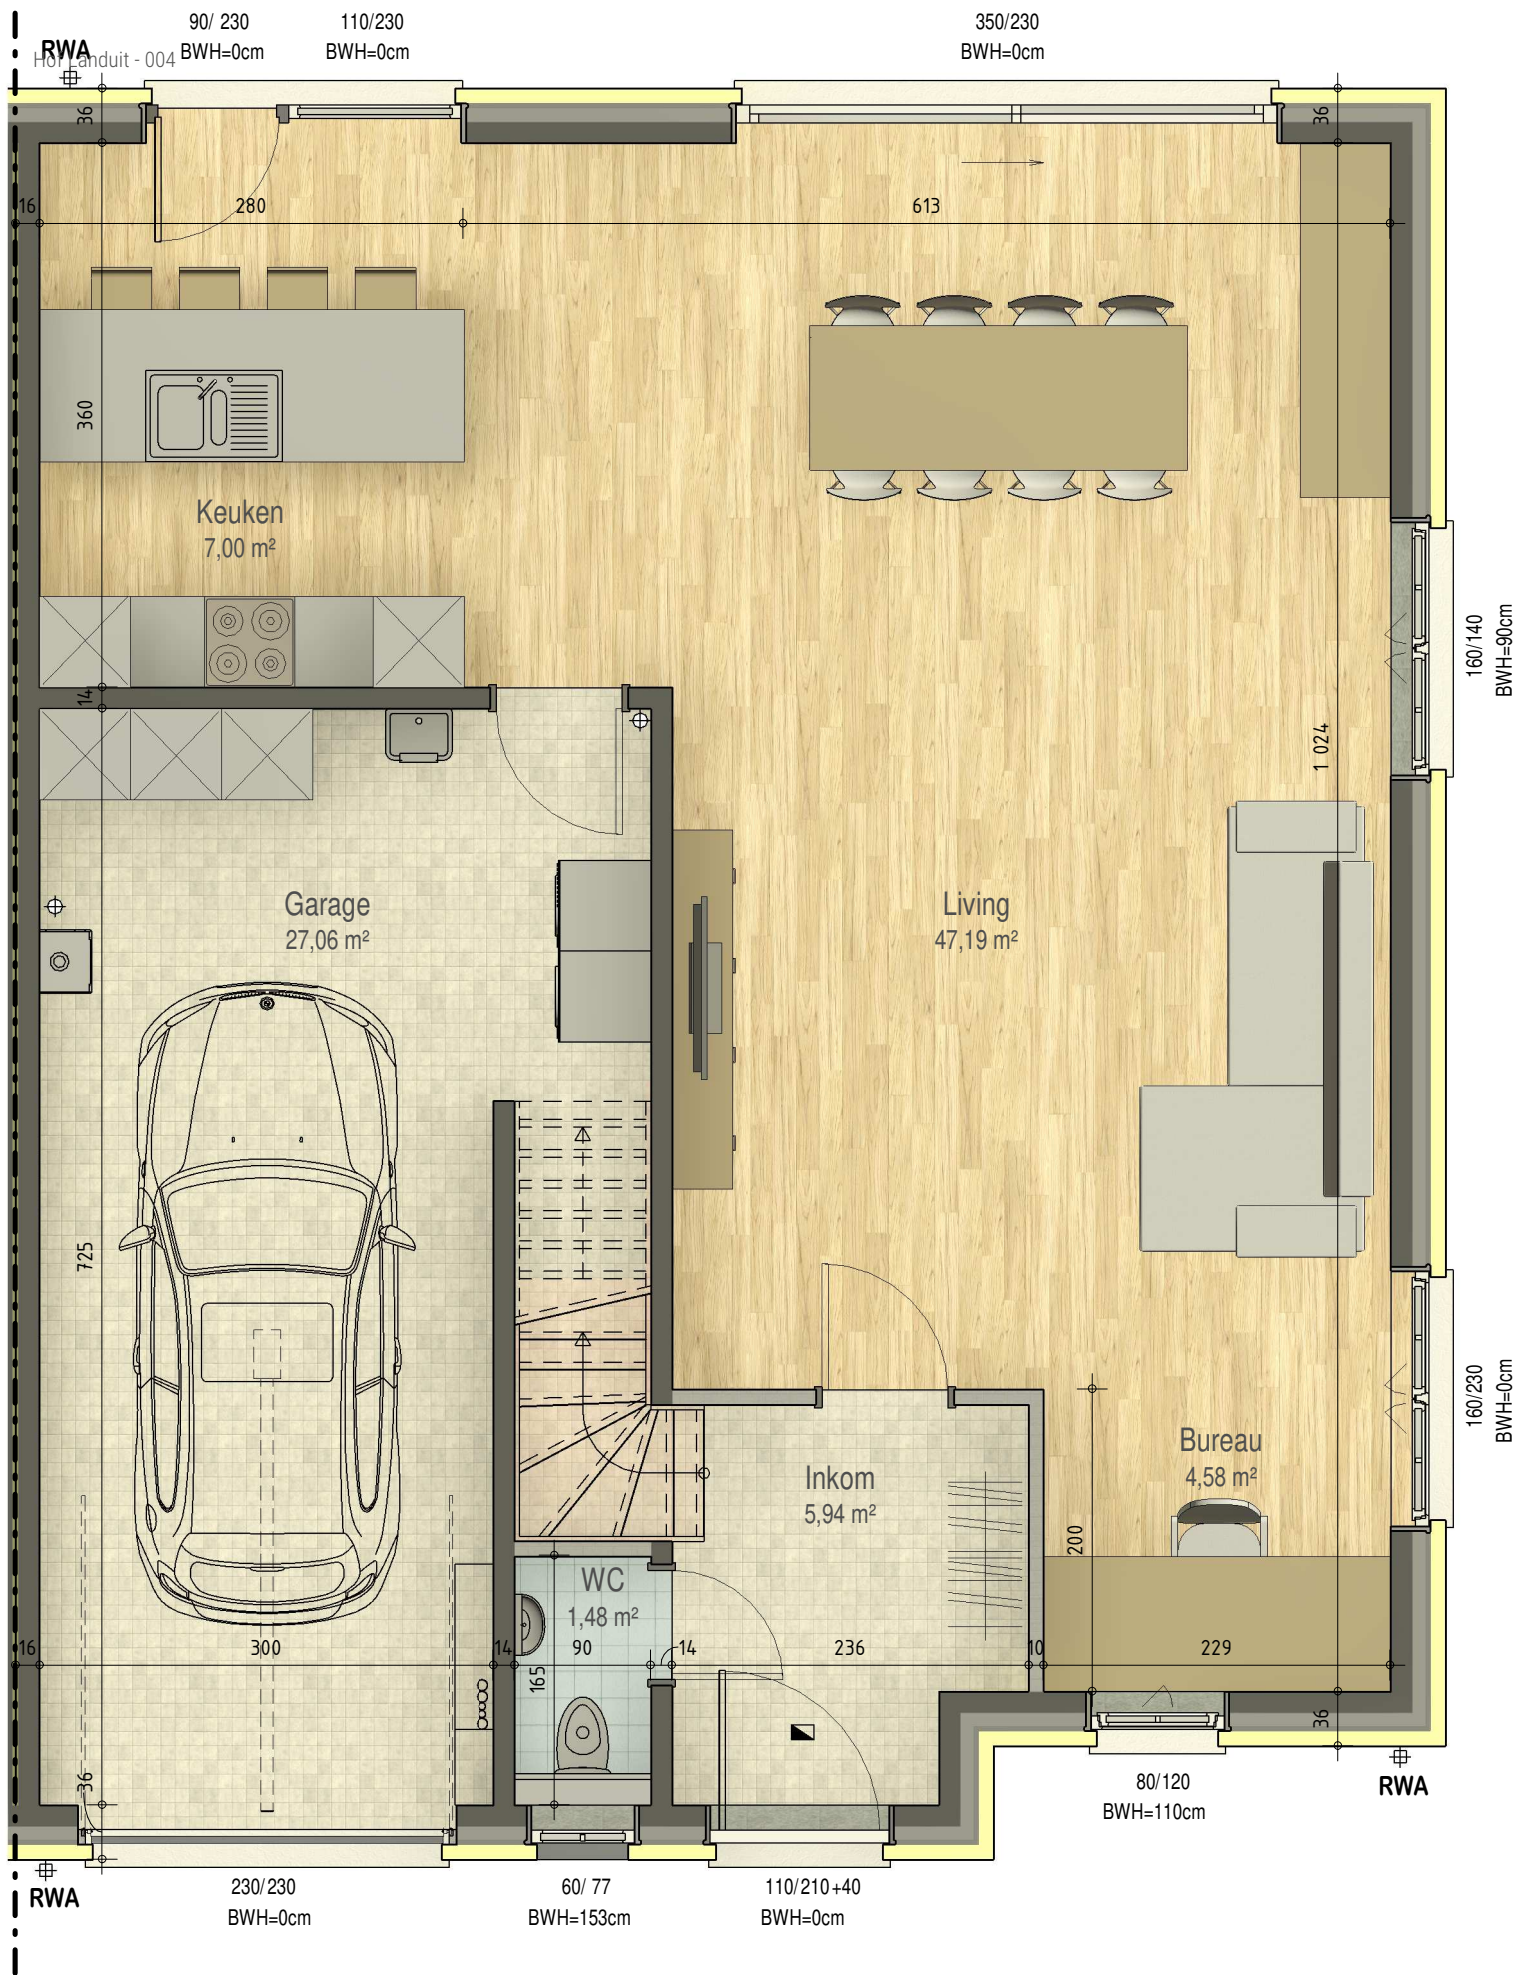 90/ 230
BWH=0cm
110/230
BWH=0cm
350/230
BWH=0cm
RWA
Hof Landuit - 004
36
36
16
280
613
360
Keuken
7,00 m²
160/140
BWH=90cm
14
1 024
Garage
27,06 m²
Living
47,19 m²
725
160/230
BWH=0cm
Bureau
4,58 m²
Inkom
5,94 m²
200
WC
1,48 m²
16
300
14
90
14
236
10
229
165
36
36
80/120
BWH=110cm
RWA
RWA
230/230
BWH=0cm
60/ 77
BWH=153cm
110/210+40
BWH=0cm